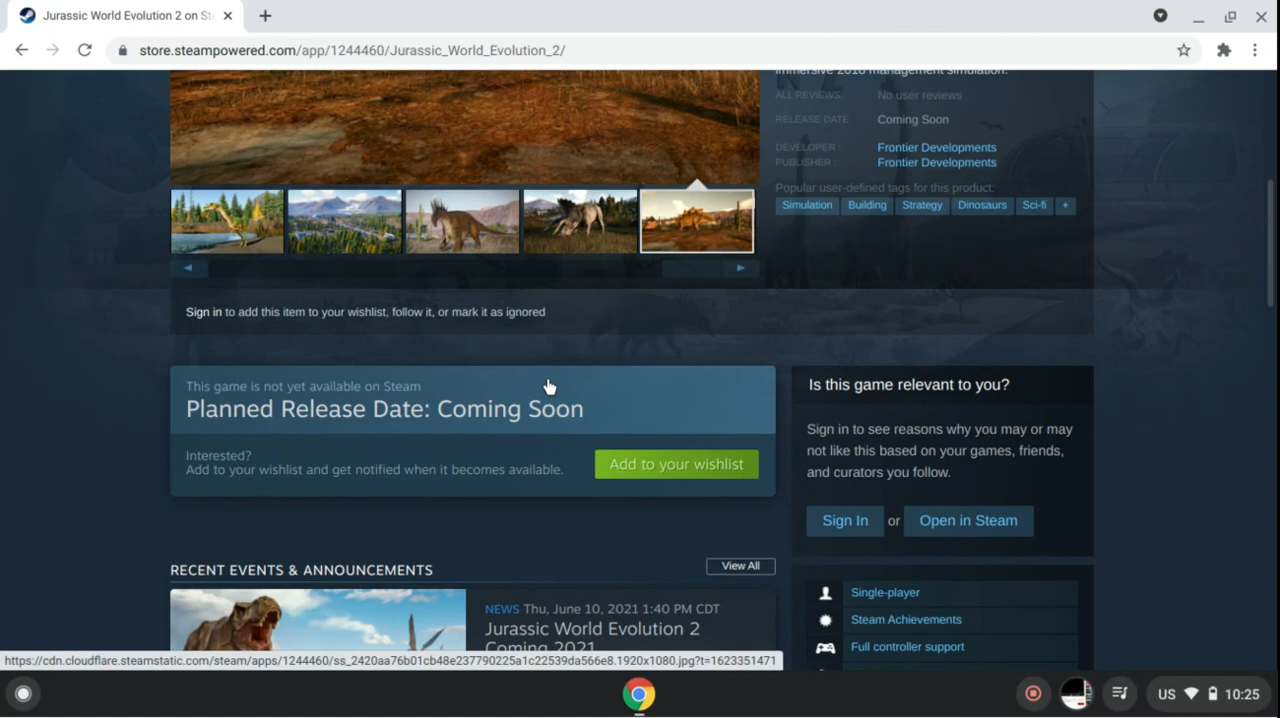 Jurassic World Evolution 2 on St
store.steampowered.com/app/1244460/Jurassic_World_Evolution_2/
immersive 2018 management simulation.
ALL REVIEWS: No user reviews
RELEASE DATE Coming Soon
DEVELOPER : Frontier Developments
PUBLISHER : Frontier Developments
Popular user-defined tags for this product:
Simulation Building Strategy Dinosaurs Sci-fi +
Sign in to add this item to your wishlist, follow it, or mark it as ignored
This game is not yet available on Steam
Planned Release Date: Coming Soon
Interested?
Add to your wishlist and get notified when it becomes available.
Add to your wishlist
Is this game relevant to you?
Sign in to see reasons why you may or may
not like this based on your games, friends,
and curators you follow.
Sign In or Open in Steam
RECENT EVENTS & ANNOUNCEMENTS
View All
NEWS Thu, June 10, 2021 1:40 PM CDT
Jurassic World Evolution 2
Coming 2021
Single-player
Steam Achievements
Full controller support
https://cdn.cloudflare.steamstatic.com/steam/apps/1244460/ss_2420aa76b01cb48e237790225a1c22539da566e8.1920x1080.jpg?t=1623351471
US 10:25